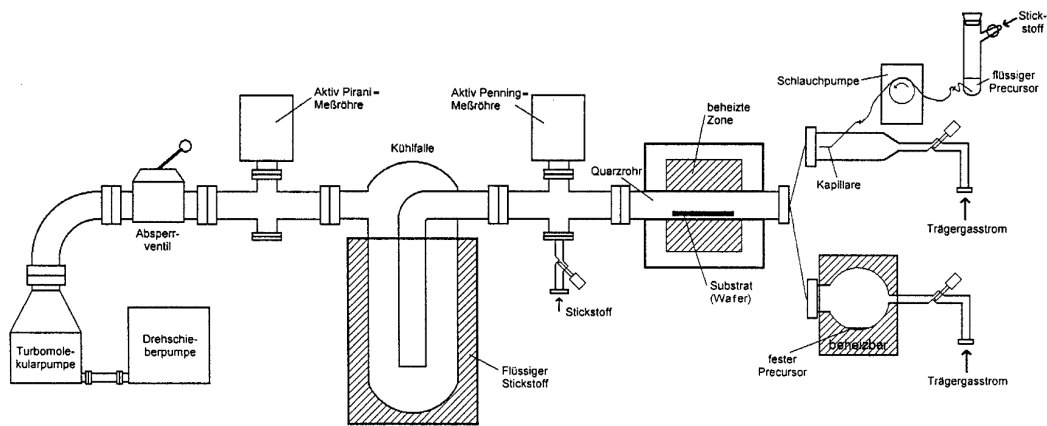 Stick-
stoff
Schlauchpumpe
flüssiger
Precursor
Aktiv Pirani=
Meßröhre
Aktiv Penning=
Meßröhre
beheizte
Zone
Kühlfalle
Quarzrohr
Kapillare
Absperr-
ventil
Trägergasstrom
Substrat
(Wafer)
Stickstoff
Drehschie-
berpumpe
Turbomole-
kularpumpe
Flüssiger
Stickstoff
beheizbar
fester
Precursor
Trägergasstrom